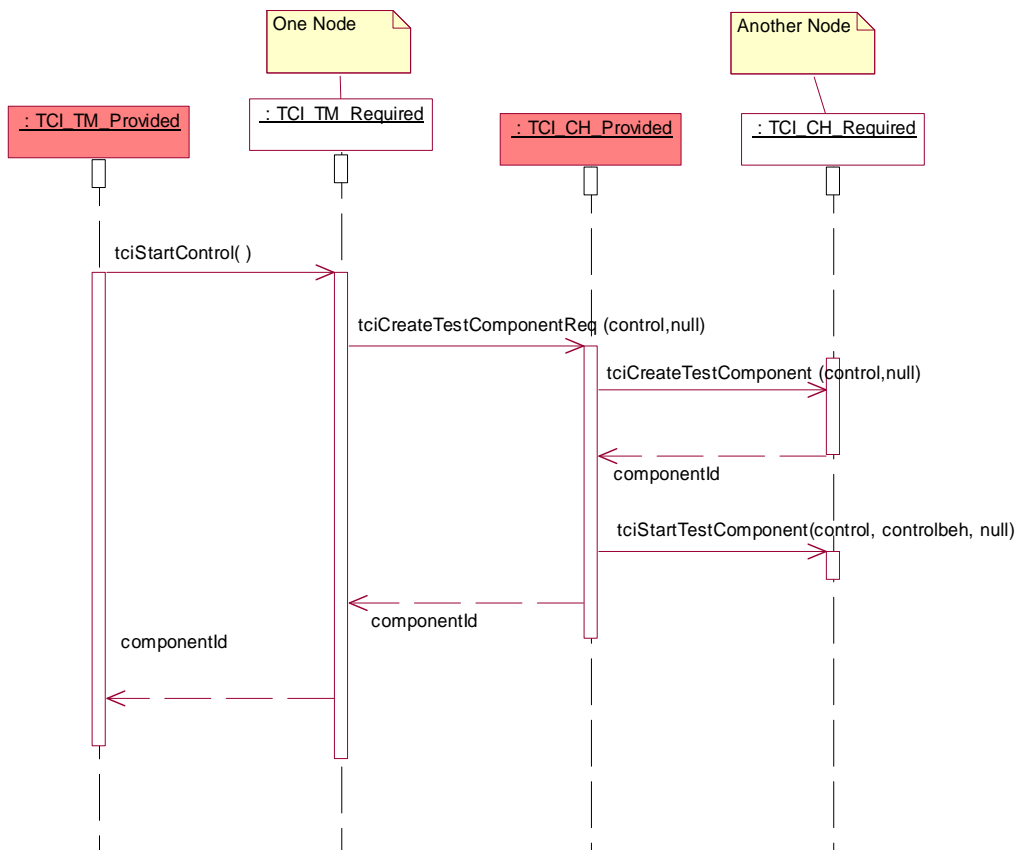 One Node
Another Node
: TCI_TM_Provided
: TCI_TM_Required
: TCI_CH_Provided
: TCI_CH_Required
tciStartControl( )
tciCreateTestComponentReq (control,null)
tciCreateTestComponent (control,null)
componentId
tciStartTestComponent(control, controlbeh, null)
componentId
componentId